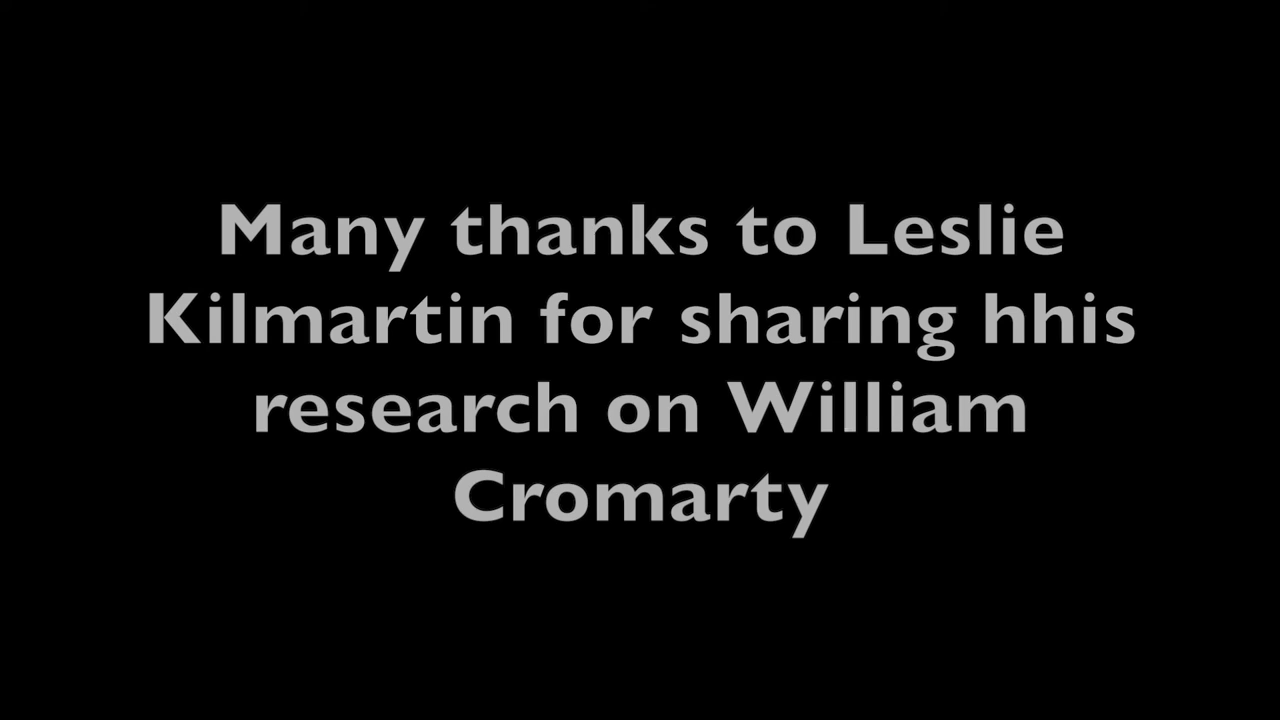 Many thanks to Leslie
Kilmartin for sharing hhis
research on William
Cromarty